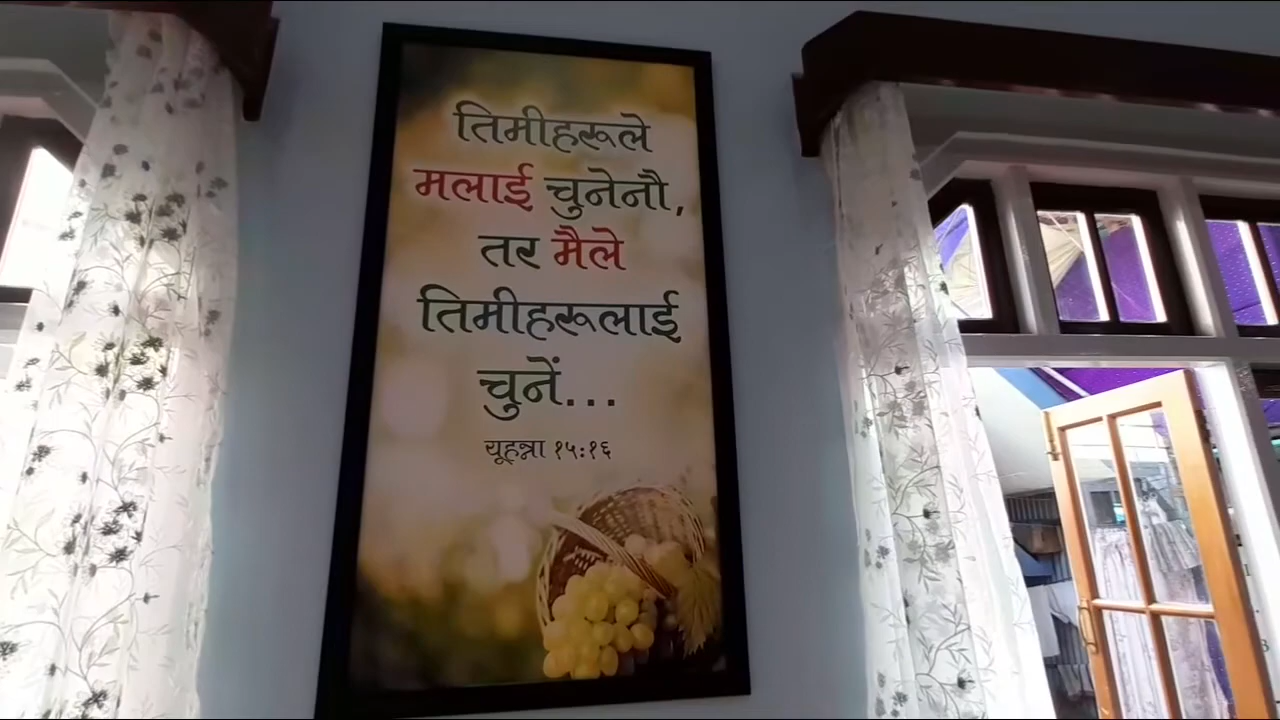 तिमीहरूले
मलाई चुनेनौ,
तर मैले
तिमीहरूलाई
चुनें...
यूहन्ना १५:१६